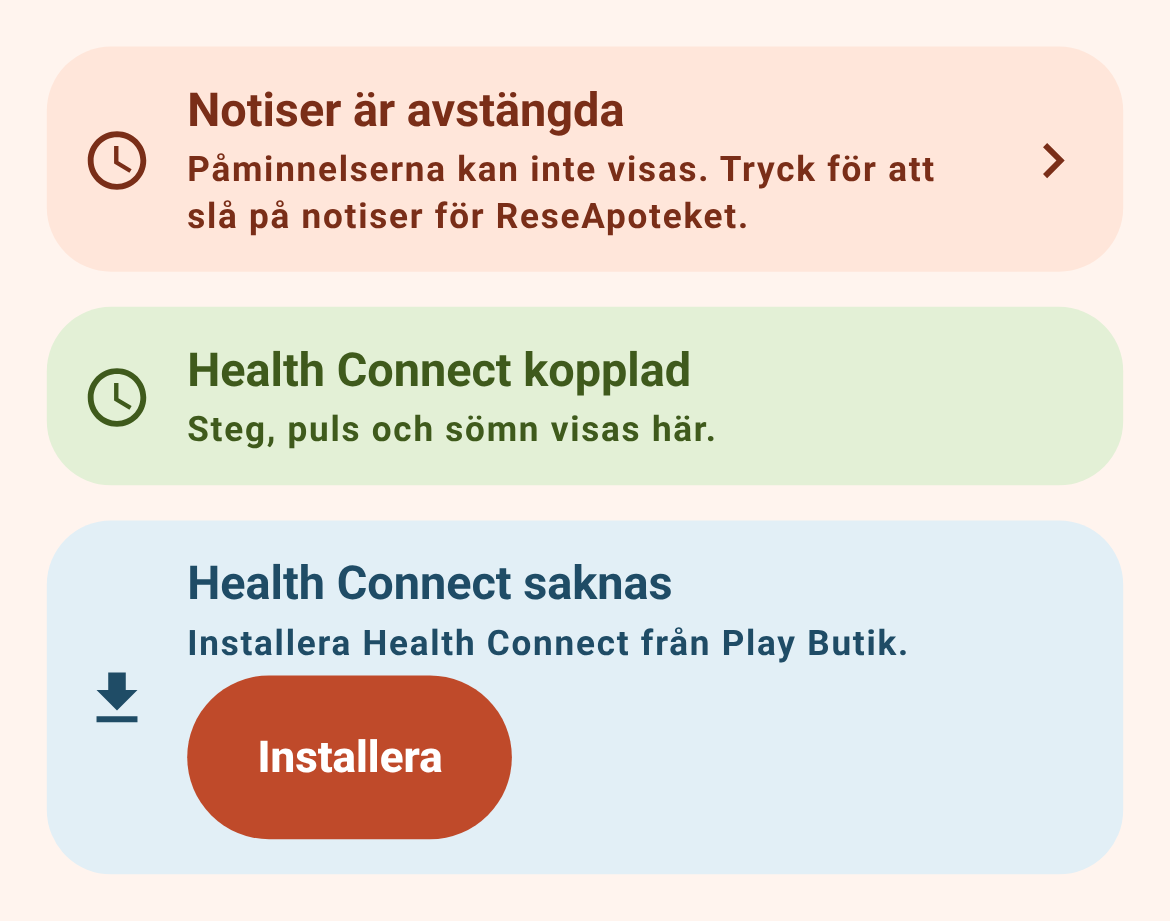 Notiser är avstängda
Påminnelserna kan inte visas. Tryck för att
slå på notiser för ReseApoteket.
Health Connect kopplad
Steg, puls och sömn visas här.
Health Connect saknas
Installera Health Connect från Play Butik.
Installera